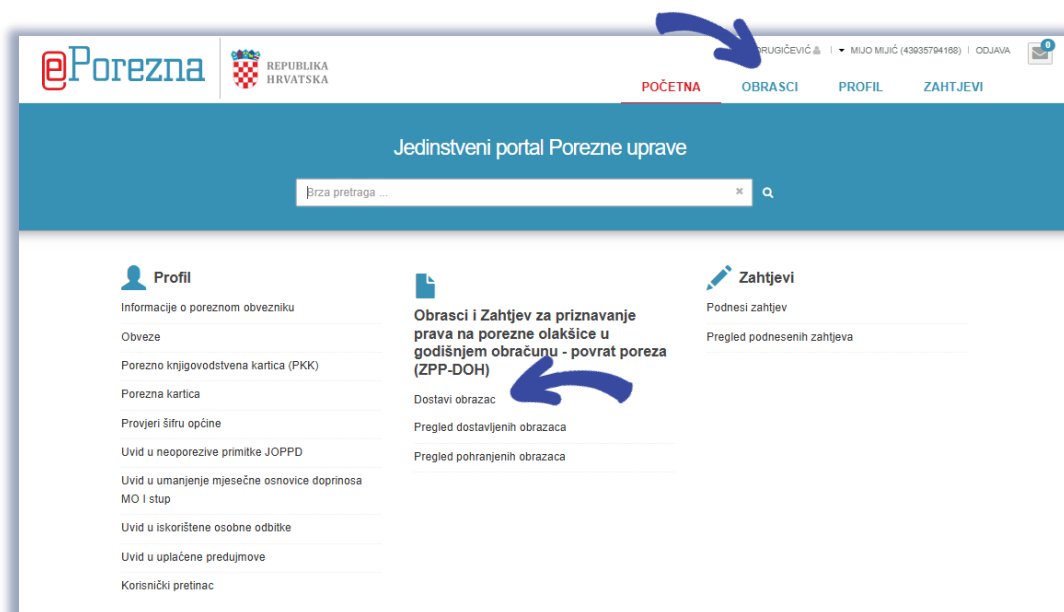 @Porezna
REPUBLIKA
HRVATSKA
DRUGIČEVIĆ | MIJO MIJIĆ (43935794168) | ODJAVA
0
POČETNA OBRASCI PROFIL ZAHTJEVI
Jedinstveni portal Porezne uprave
Brza pretraga ...
Profil
Informacije o poreznom obvezniku
Obveze
Porezno knjigovodstvena kartica (PKK)
Porezna kartica
Provjeri šifru općine
Uvid u neoporezive primitke JOPPD
Uvid u umanjenje mjesečne osnovice doprinosa
MO I stup
Uvid u iskorištene osobne odbitke
Uvid u uplaćene predujmove
Korisnički pretinac
Obrasci i Zahtjev za priznavanje
prava na porezne olakšice u
godišnjem obračunu - povrat poreza
(ZPP-DOH)
Dostavi obrazac
Pregled dostavljenih obrazaca
Pregled pohranjenih obrazaca
Zahtjevi
Podnesi zahtjev
Pregled podnesenih zahtjeva